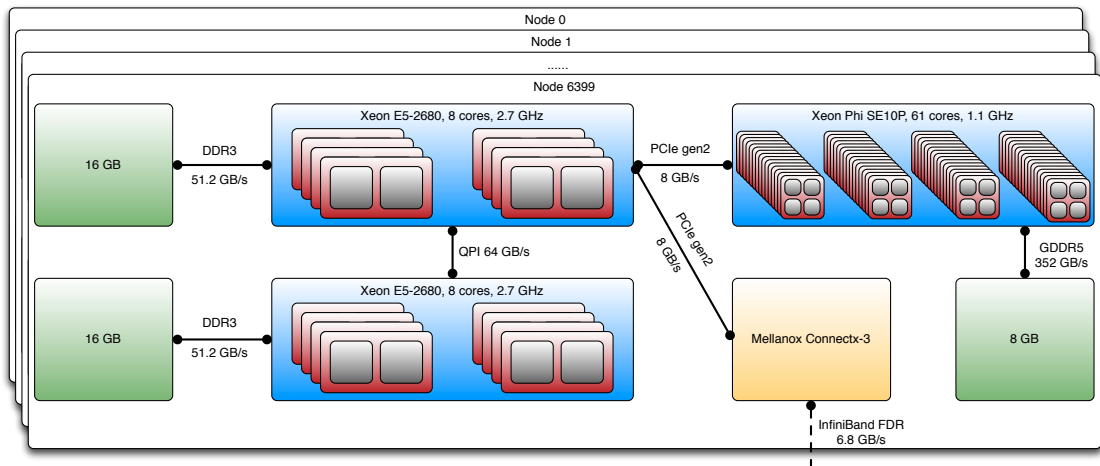 Node 0
Node 1
......
Node 6399
16 GB
DDR3
51.2 GB/s
Xeon E5-2680, 8 cores, 2.7 GHz
PCIe gen2
8 GB/s
Xeon Phi SE10P, 61 cores, 1.1 GHz
PCIe gen2
8 GB/s
QPI 64 GB/s
GDDR5
352 GB/s
16 GB
DDR3
51.2 GB/s
Xeon E5-2680, 8 cores, 2.7 GHz
Mellanox Connectx-3
8 GB
InfiniBand FDR
6.8 GB/s